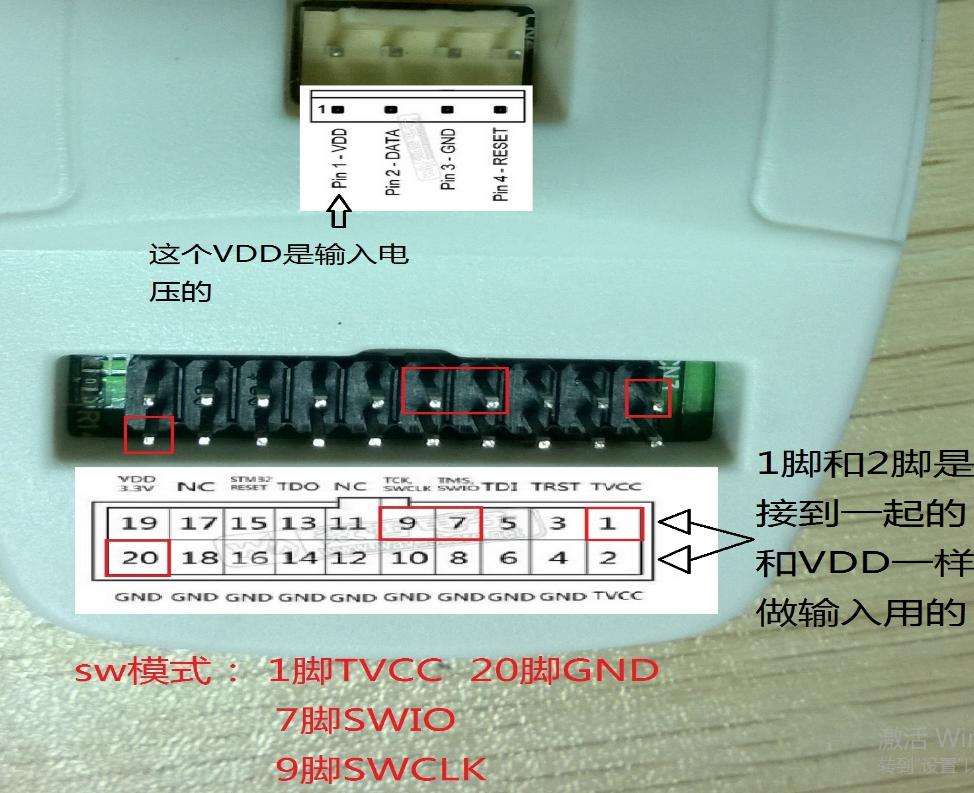 1
Pin 1 - VDD
Pin 2 - DATA
Pin 3 - GND
Pin 4 - RESET
这个VDD是输入电
压的
VDD 3.3V NC STM32 RESET TDO NC TCK, SWCLK TMS, SWIO TDI TRST TVCC
19 17 15 13 11 9 7 5 3 1
20 18 16 14 12 10 8 6 4 2
GND GND GND GND GND GND GND GND GND TVCC
1脚和2脚是
接到一起的
和VDD一样
做输入用的
sw模式： 1脚TVCC 20脚GND
7脚SWIO
9脚SWCLK
激活 Win
转到"设置"